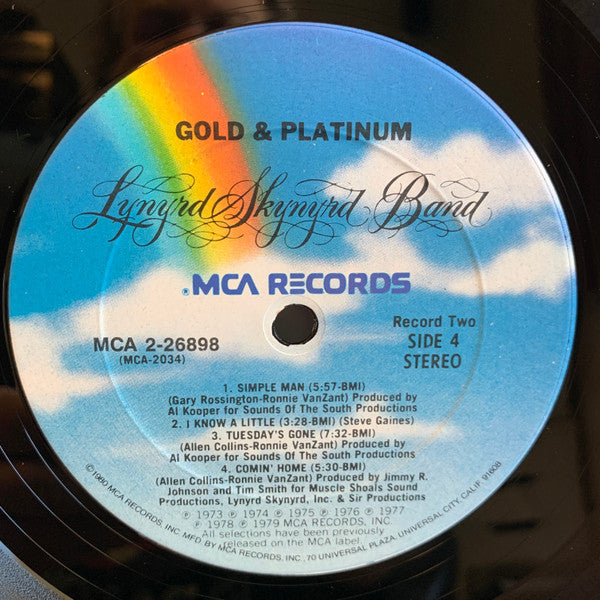 GOLD & PLATINUM
Lynyrd Skynyrd Band
MCA RECORDS
MCA 2-26898
(MCA-2034)
Record Two
SIDE 4
STEREO
1. SIMPLE MAN (5:57-BMI)
(Gary Rossington-Ronnie VanZant) Produced by
Al Kooper for Sounds Of The South Productions
2. I KNOW A LITTLE (3:28-BMI) (Steve Gaines)
3. TUESDAY'S GONE (7:32-BMI)
(Allen Collins-Ronnie VanZant) Produced by
Al Kooper for Sounds Of The South Productions
4. COMIN' HOME (5:30-BMI)
(Allen Collins-Ronnie VanZant) Produced by Jimmy R.
Johnson and Tim Smith for Muscle Shoals Sound
Productions, Lynyrd Skynyrd, Inc. & Sir Productions
℗ 1973 ℗ 1974 ℗ 1975 ℗ 1976 ℗ 1977
℗ 1978 ℗ 1979 MCA RECORDS, INC.
All selections have been previously
released on the MCA label.
©1980 MCA RECORDS, INC. MFD. BY MCA RECORDS, INC., 70 UNIVERSAL PLAZA, UNIVERSAL CITY, CALIF. 91608